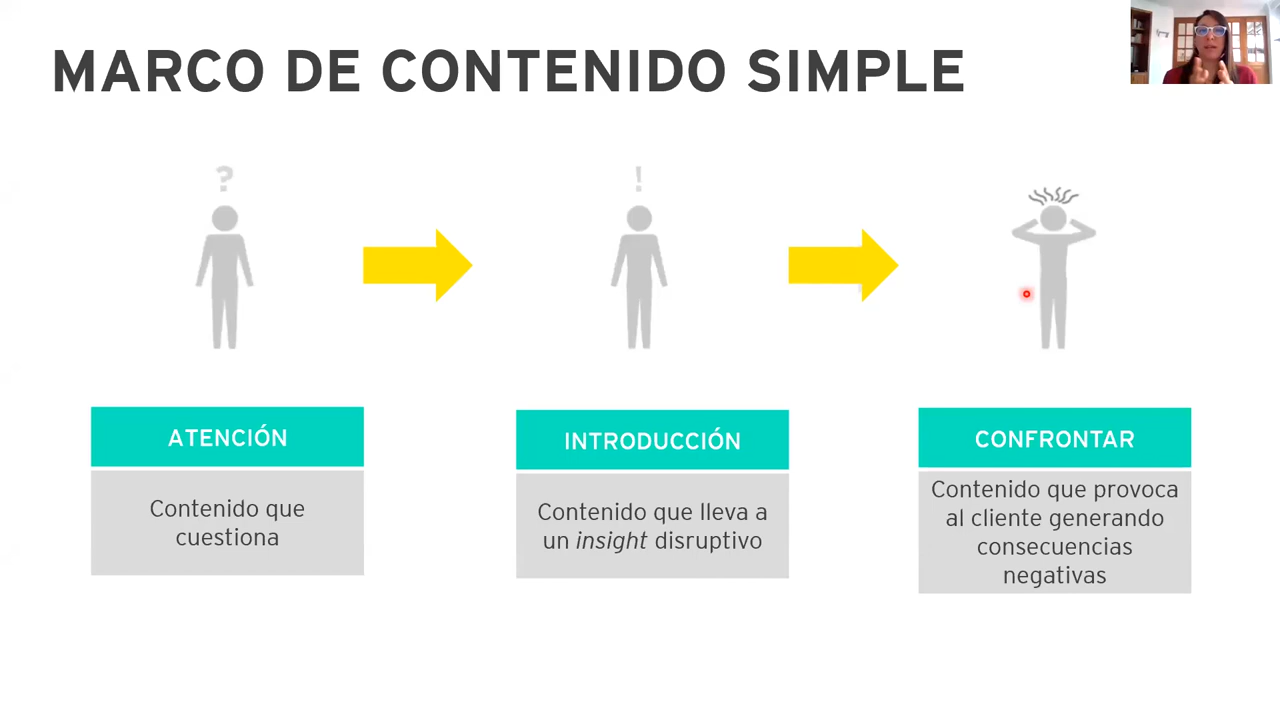 MARCO DE CONTENIDO SIMPLE
?
!
ATENCIÓN
Contenido que
cuestiona
INTRODUCCIÓN
Contenido que lleva a
un insight disruptivo
CONFRONTAR
Contenido que provoca
al cliente generando
consecuencias
negativas